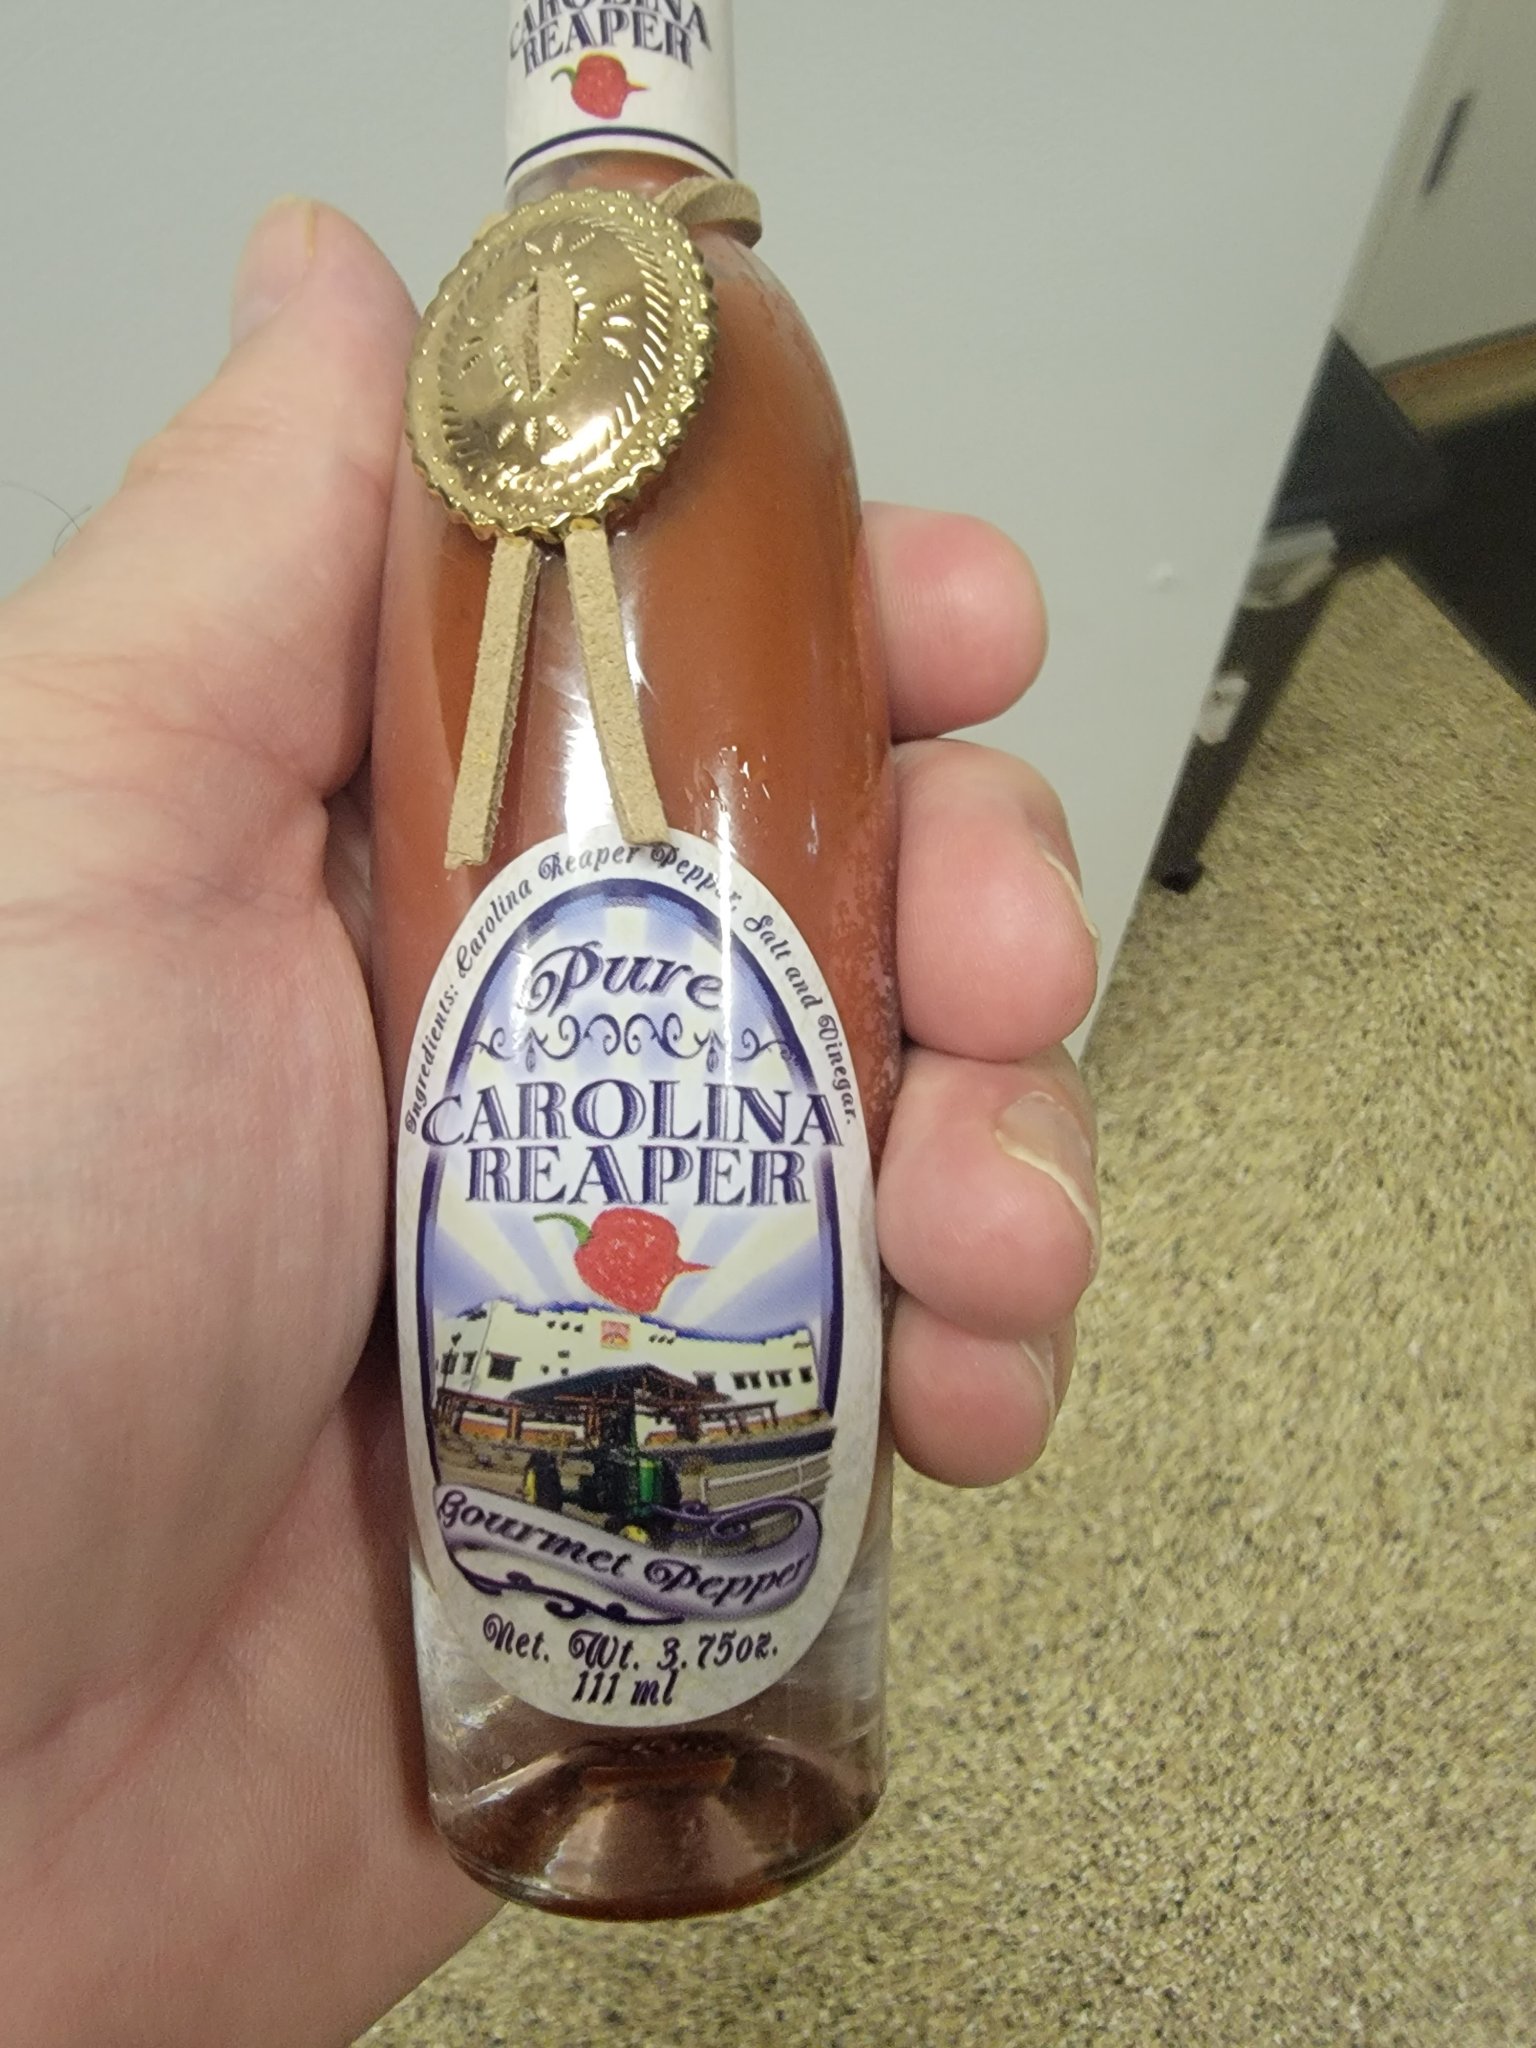 CAROLINA
REAPER
Ingredients: Carolina Reaper Pepper, Salt and Vinegar.
Pure
CAROLINA
REAPER
Gourmet Pepper
Net. Wt. 3.75oz.
111 ml